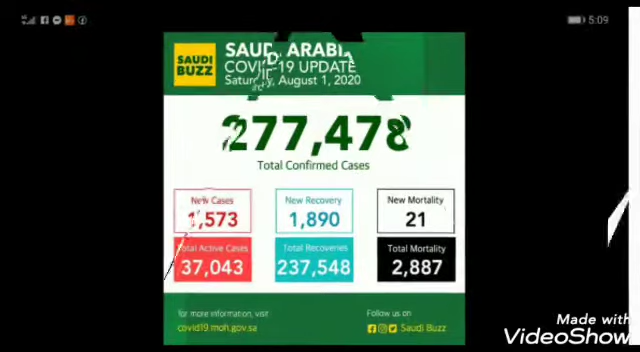 5:09
SAUDI
BUZZ
SAUDI ARABIA
COVID-19 UPDATE
Saturday, August 1, 2020
277,478
Total Confirmed Cases
New Cases
1,573
New Recovery
1,890
New Mortality
21
Total Active Cases
37,043
Total Recoveries
237,548
Total Mortality
2,887
for more information, visit
covid19.moh.gov.sa
Follow us on
Saudi Buzz
Made with
VideoShow